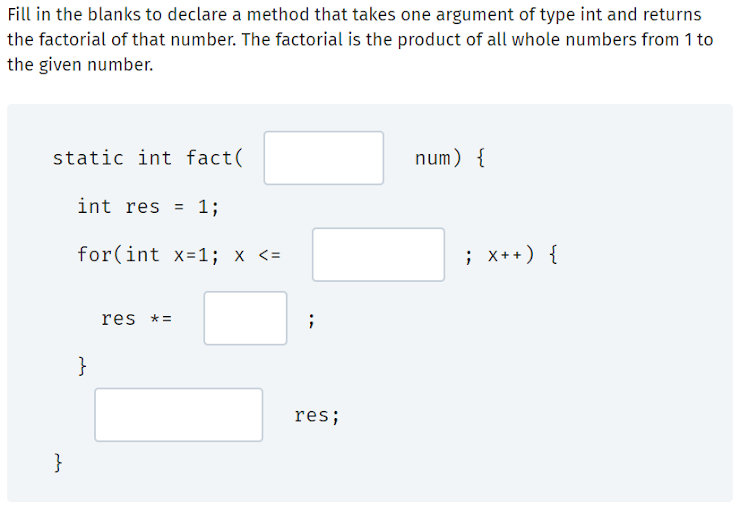 Fill in the blanks to declare a method that takes one argument of type int and returns
the factorial of that number. The factorial is the product of all whole numbers from 1 to
the given number.
static int fact( num) {
int res = 1;
for(int x=1; x <= ; x++) {
res *= ;
}
res;
}